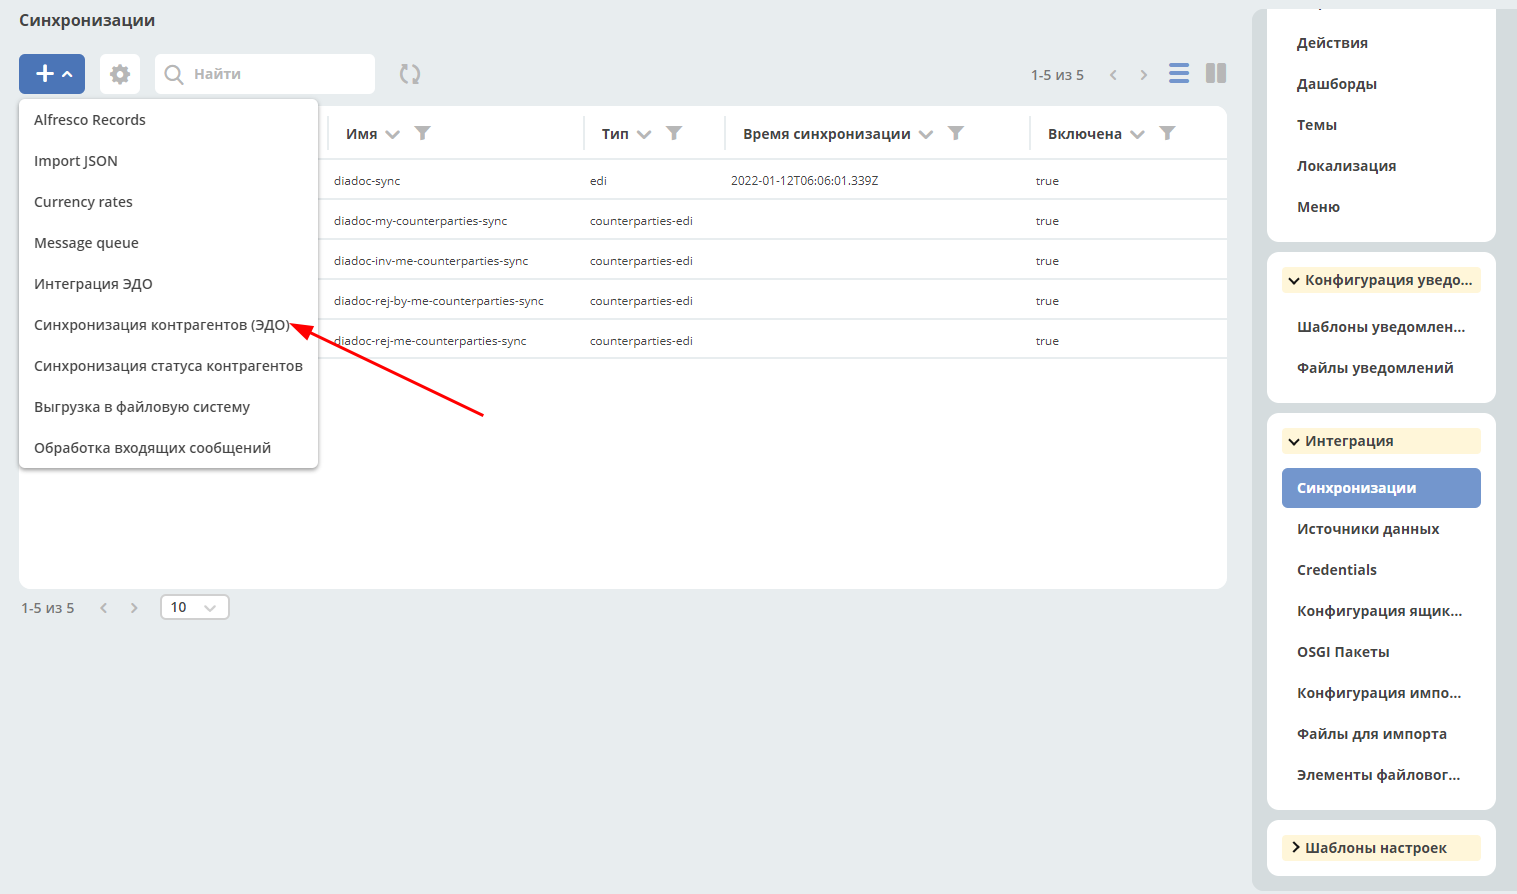 Синхронизации
Найти
1-5 из 5
Alfresco Records
Import JSON
Currency rates
Message queue
Интеграция ЭДО
Синхронизация контрагентов (ЭДО)
Синхронизация статуса контрагентов
Выгрузка в файловую систему
Обработка входящих сообщений
Имя Тип Время синхронизации Включена
diadoc-sync edi 2022-01-12T06:06:01.339Z true
diadoc-my-counterparties-sync counterparties-edi true
diadoc-inv-me-counterparties-sync counterparties-edi true
diadoc-rej-by-me-counterparties-sync counterparties-edi true
diadoc-rej-me-counterparties-sync counterparties-edi true
1-5 из 5 10
Действия
Дашборды
Темы
Локализация
Меню
Конфигурация уведо...
Шаблоны уведомлен...
Файлы уведомлений
Интеграция
Синхронизации
Источники данных
Credentials
Конфигурация ящик...
OSGI Пакеты
Конфигурация импо...
Файлы для импорта
Элементы файловог...
Шаблоны настроек